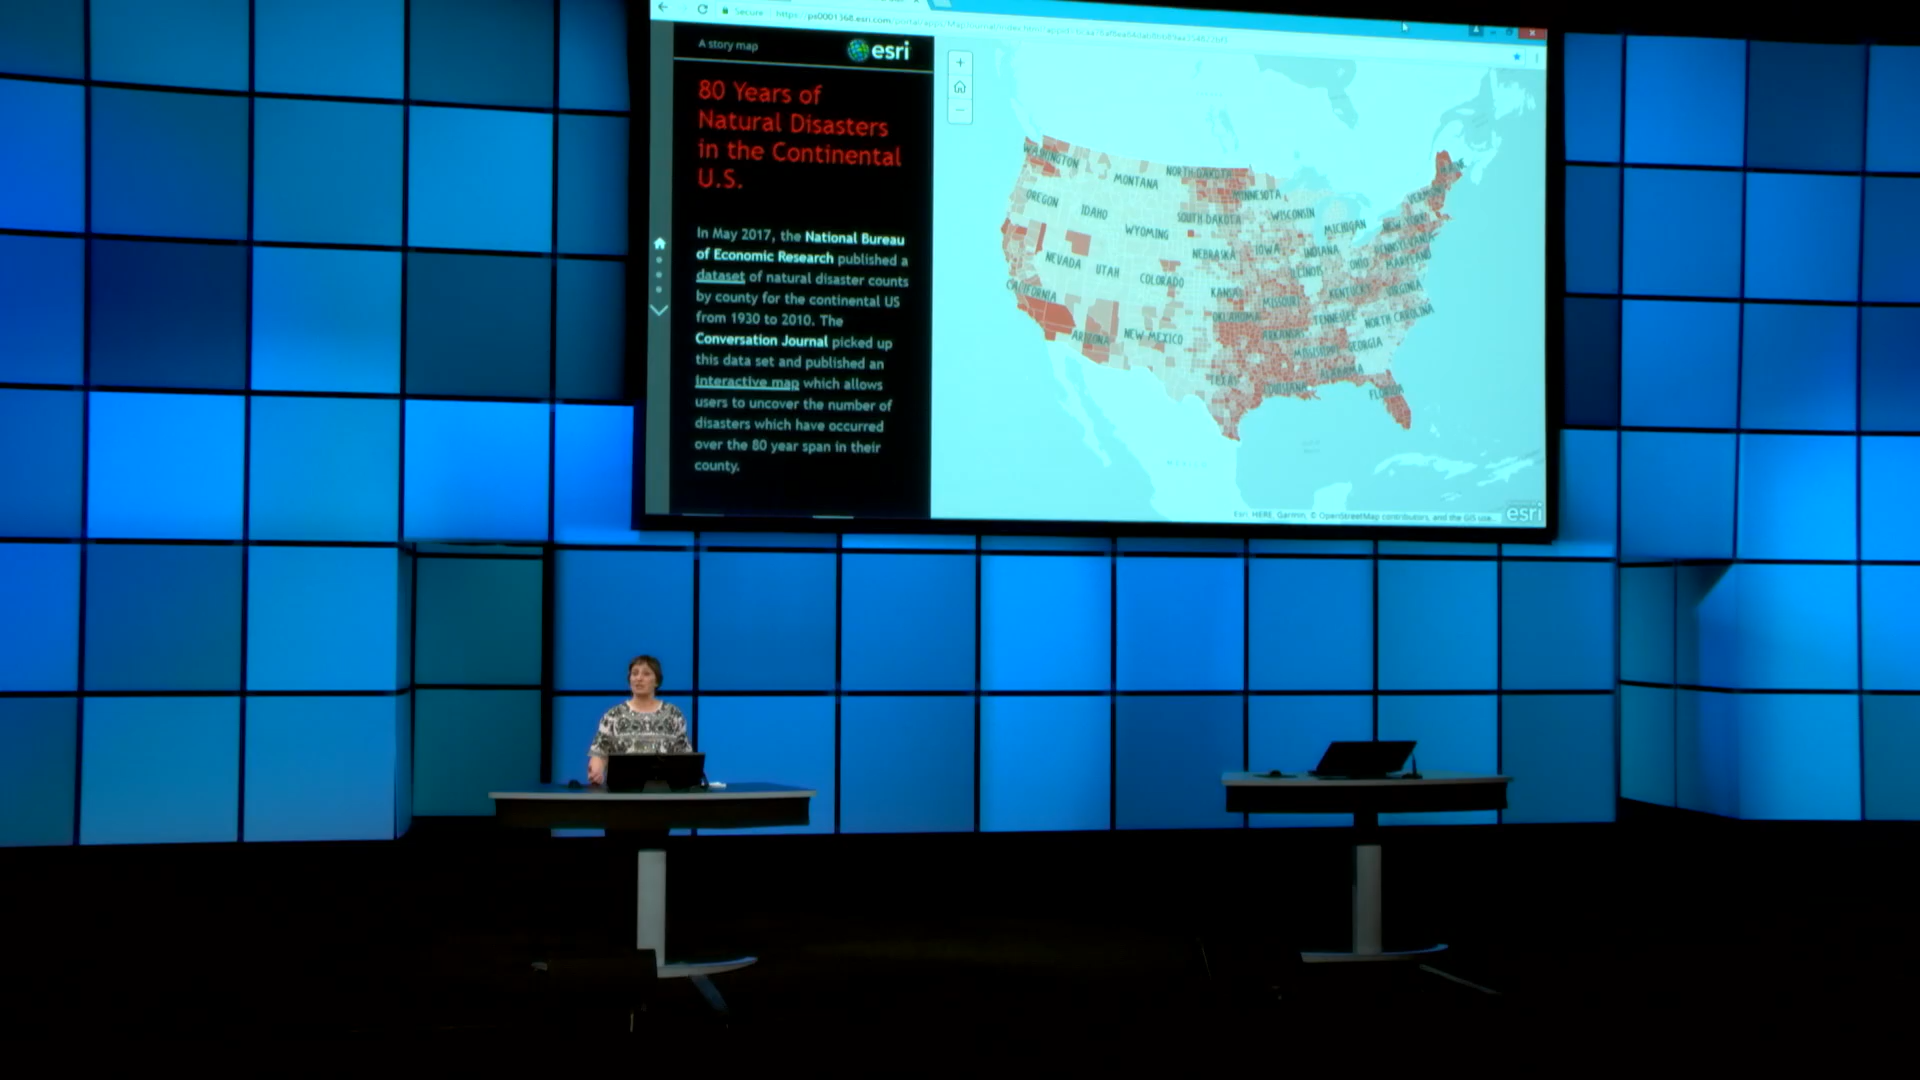 Secure
A story map
esri
80 Years of
Natural Disasters
in the Continental
U.S.
In May 2017, the National Bureau
of Economic Research published a
dataset of natural disaster counts
by county for the continental US
from 1930 to 2010. The
Conversation Journal picked up
this data set and published an
interactive map which allows
users to uncover the number of
disasters which have occurred
over the 80 year span in their
county.
WASHINGTON
MONTANA
NORTH DAKOTA
MINNESOTA
OREGON
IDAHO
SOUTH DAKOTA
WISCONSIN
VERMONT
WYOMING
MICHIGAN
NEW YORK
NEVADA
UTAH
NEBRASKA
IOWA
INDIANA
PENNSYLVANIA
COLORADO
ILLINOIS
OHIO
MARYLAND
CALIFORNIA
KANSAS
MISSOURI
KENTUCKY
VIRGINIA
ARIZONA
NEW MEXICO
OKLAHOMA
ARKANSAS
TENNESSEE
NORTH CAROLINA
MISSISSIPPI
GEORGIA
TEXAS
LOUISIANA
ALABAMA
FLORIDA
MEXICO
Esri, HERE, Garmin, © OpenStreetMap contributors, and the GIS use...
esri